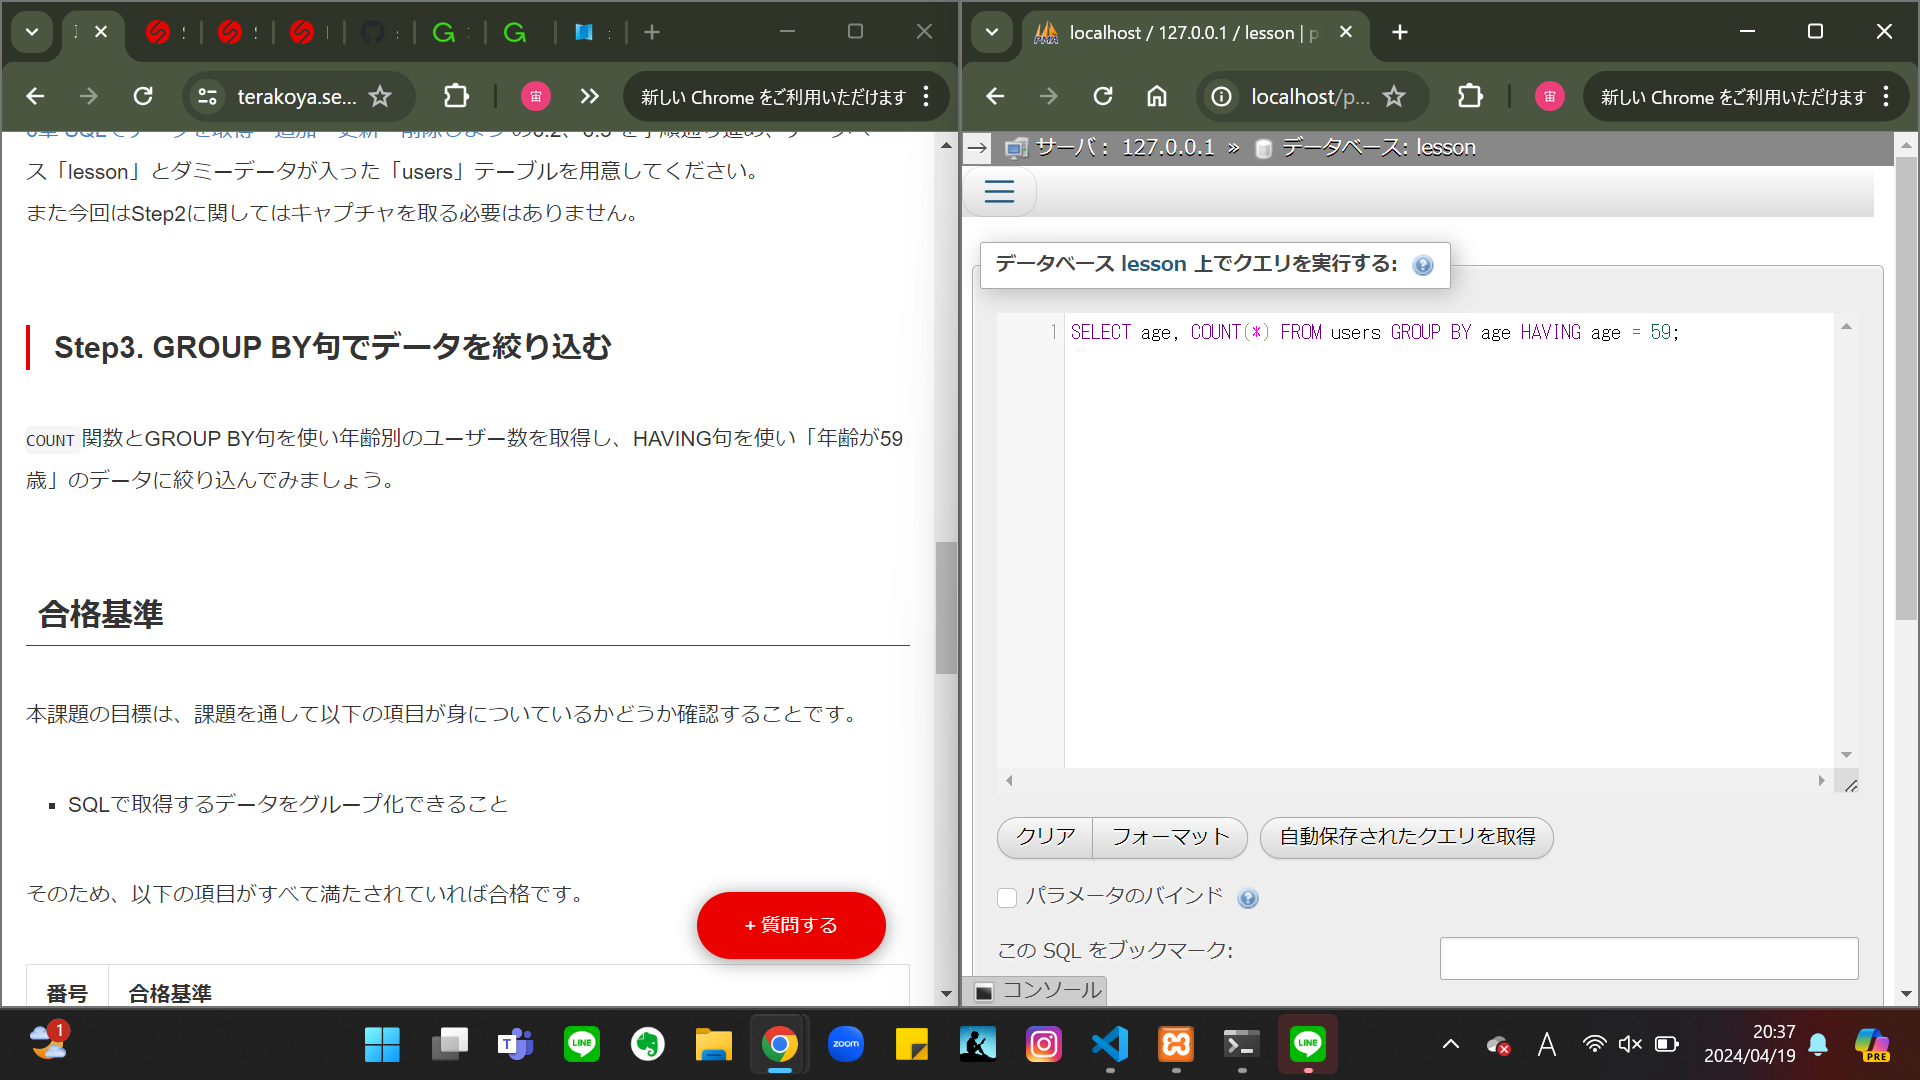 terakoya.se...
新しい Chrome をご利用いただけます
ス「lesson」とダミーデータが入った「users」テーブルを用意してください。
また今回はStep2に関してはキャプチャを取る必要はありません。
Step3. GROUP BY句でデータを絞り込む
COUNT 関数とGROUP BY句を使い年齢別のユーザー数を取得し、HAVING句を使い「年齢が59
歳」のデータに絞り込んでみましょう。
合格基準
本課題の目標は、課題を通して以下の項目が身についているかどうか確認することです。
SQLで取得するデータをグループ化できること
そのため、以下の項目がすべて満たされていれば合格です。
+ 質問する
番号 合格基準
localhost / 127.0.0.1 / lesson | p
localhost/p...
宙
新しい Chrome をご利用いただけます
サーバ: 127.0.0.1 » データベース: lesson
データベース lesson 上でクエリを実行する:
1 SELECT age, COUNT(*) FROM users GROUP BY age HAVING age = 59;
クリア フォーマット 自動保存されたクエリを取得
パラメータのバインド
この SQL をブックマーク:
コンソール
1
LINE
zoom
LINE
A
20:37
2024/04/19
PRE